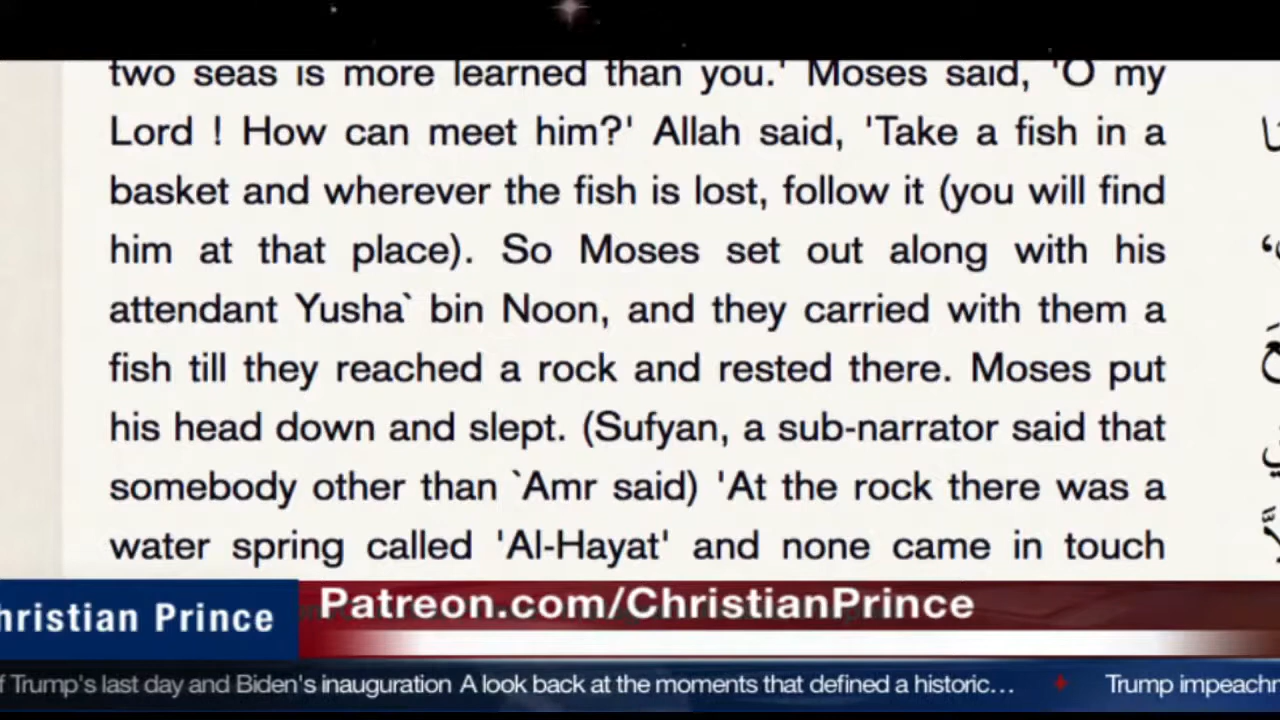 two seas is more learned than you.' Moses said, 'O my
Lord ! How can meet him?' Allah said, 'Take a fish in a
basket and wherever the fish is lost, follow it (you will find
him at that place). So Moses set out along with his
attendant Yusha` bin Noon, and they carried with them a
fish till they reached a rock and rested there. Moses put
his head down and slept. (Sufyan, a sub-narrator said that
somebody other than `Amr said) 'At the rock there was a
water spring called 'Al-Hayat' and none came in touch
hristian Prince
Patreon.com/ChristianPrince
f Trump's last day and Biden's inauguration A look back at the moments that defined a historic… Trump impeachn